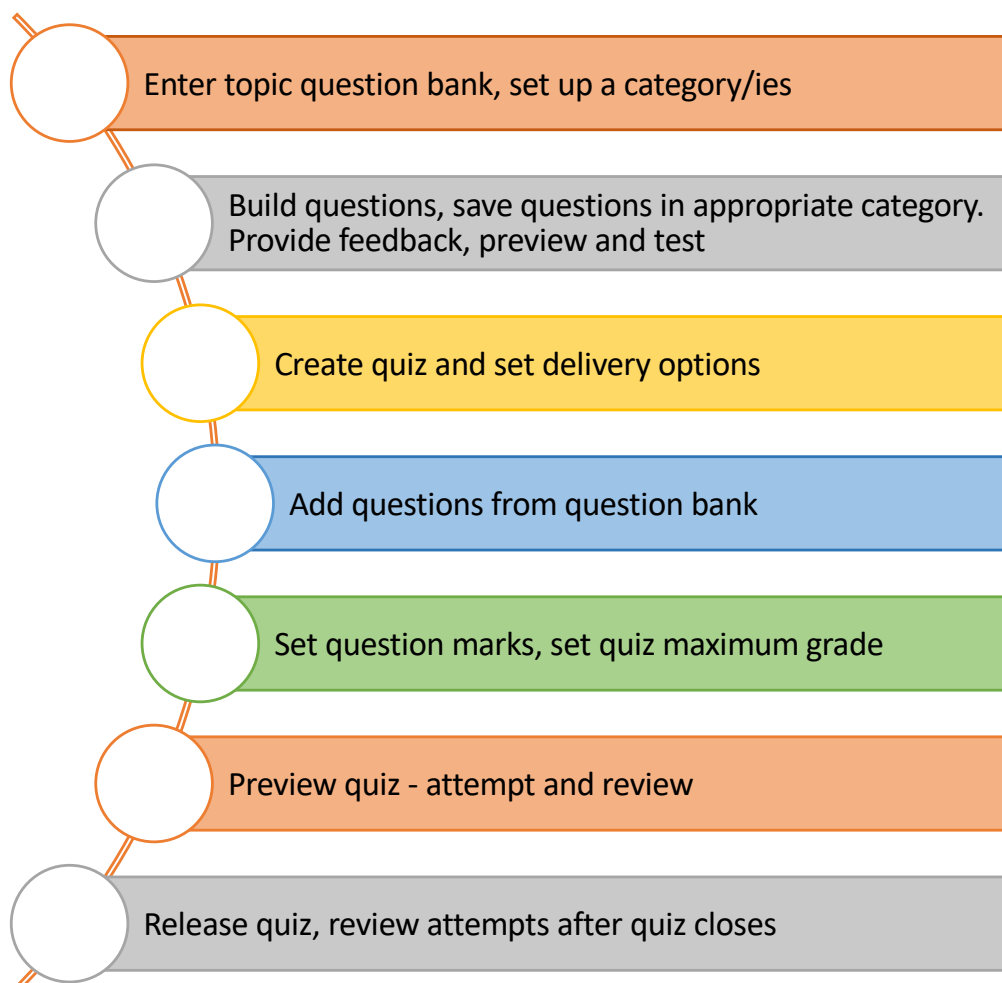 Enter topic question bank, set up a category/ies
Build questions, save questions in appropriate category.
Provide feedback, preview and test
Create quiz and set delivery options
Add questions from question bank
Set question marks, set quiz maximum grade
Preview quiz - attempt and review
Release quiz, review attempts after quiz closes